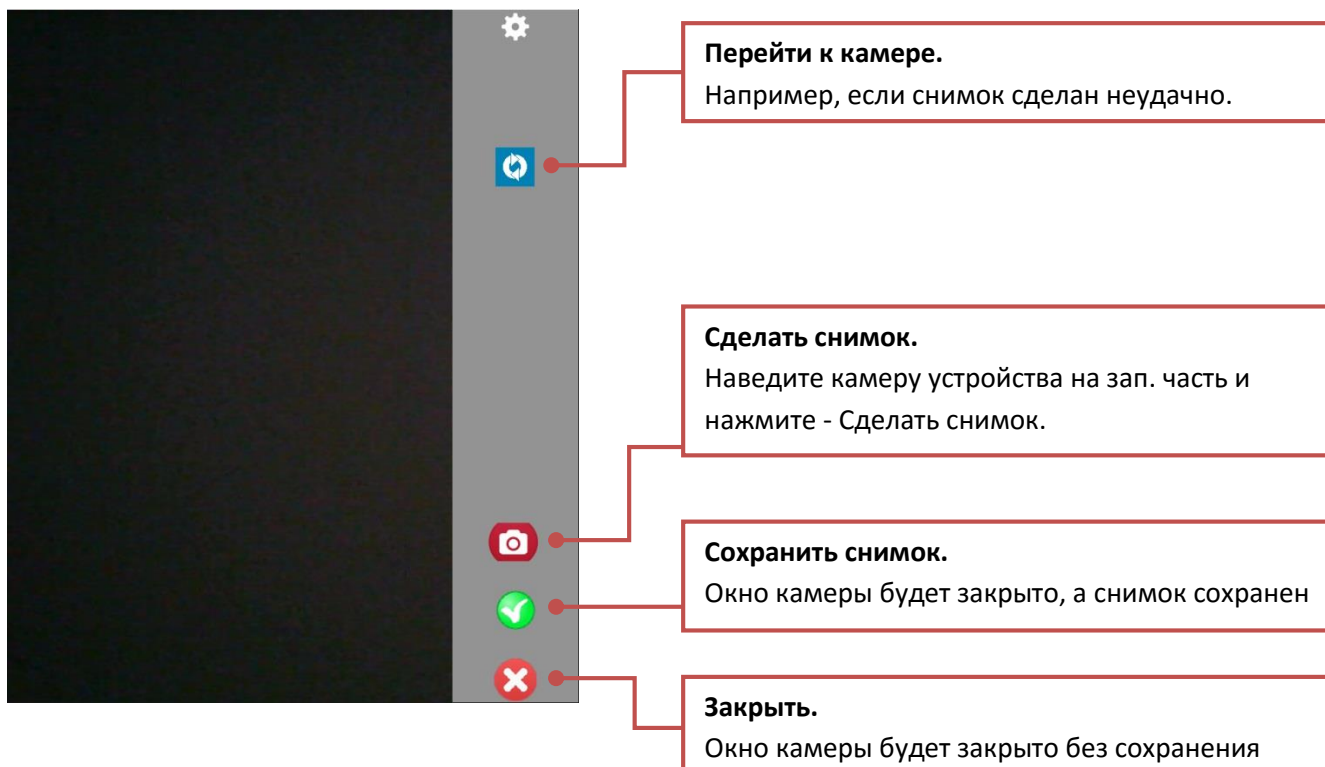 Перейти к камере.
Например, если снимок сделан неудачно.
Сделать снимок.
Наведите камеру устройства на зап. часть и
нажмите - Сделать снимок.
Сохранить снимок.
Окно камеры будет закрыто, а снимок сохранен
Закрыть.
Окно камеры будет закрыто без сохранения